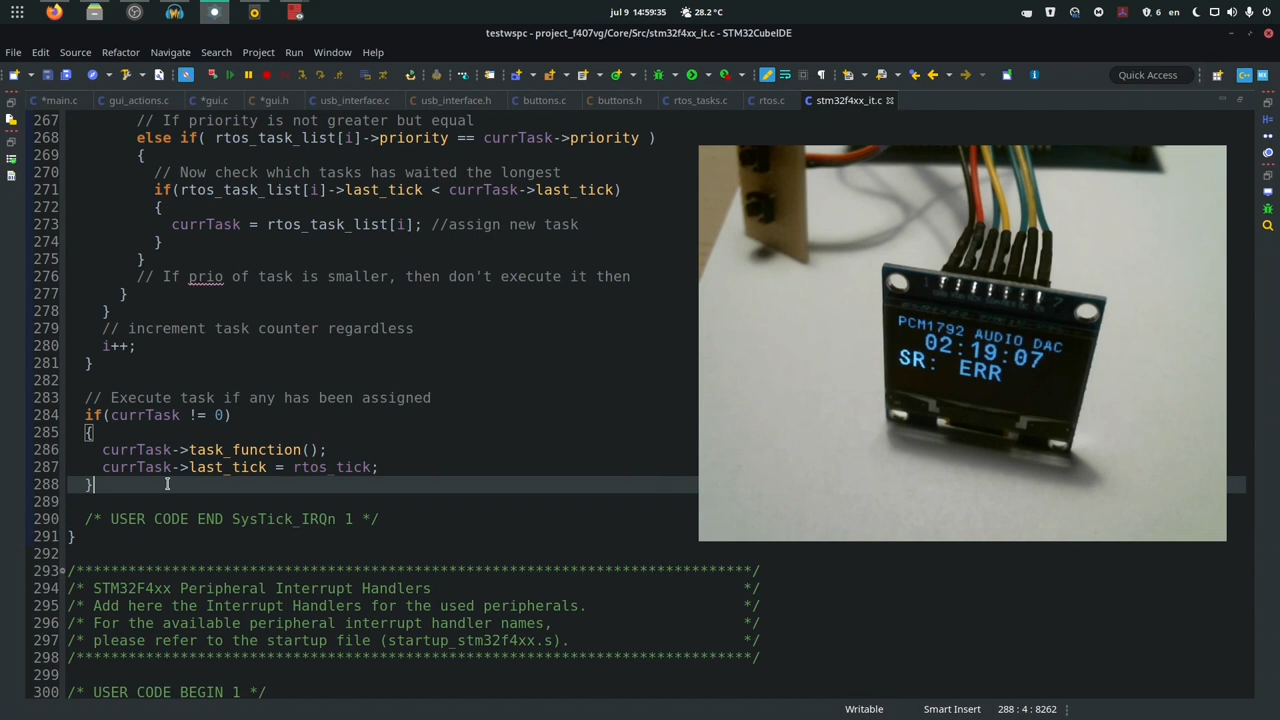 jul 9 14:59:35
28.2 °C
6
en
testwspc - project_f407vg/Core/Src/stm32f4xx_it.c - STM32CubeIDE
File Edit Source Refactor Navigate Search Project Run Window Help
Quick Access
*main.c gui_actions.c *gui.c *gui.h usb_interface.c usb_interface.h buttons.c buttons.h rtos_tasks.c rtos.c stm32f4xx_it.c
267 // If priority is not greater but equal
268 else if( rtos_task_list[i]->priority == currTask->priority )
269 {
270 // Now check which tasks has waited the longest
271 if(rtos_task_list[i]->last_tick < currTask->last_tick)
272 {
273 currTask = rtos_task_list[i]; //assign new task
274 }
275 }
276 // If prio of task is smaller, then don't execute it then
277 }
278 }
279 // increment task counter regardless
280 i++;
281 }
282
283 // Execute task if any has been assigned
284 if(currTask != 0)
285 {
286 currTask->task_function();
287 currTask->last_tick = rtos_tick;
288 }
289
290 /* USER CODE END SysTick_IRQn 1 */
291 }
292
293 /******************************************************************************/
294 /* STM32F4xx Peripheral Interrupt Handlers */
295 /* Add here the Interrupt Handlers for the used peripherals. */
296 /* For the available peripheral interrupt handler names, */
297 /* please refer to the startup file (startup_stm32f4xx.s). */
298 /******************************************************************************/
299
300 /* USER CODE BEGIN 1 */
PCM1792 AUDIO DAC
02:19:07
SR: ERR
Writable Smart Insert 288 : 4 : 8262